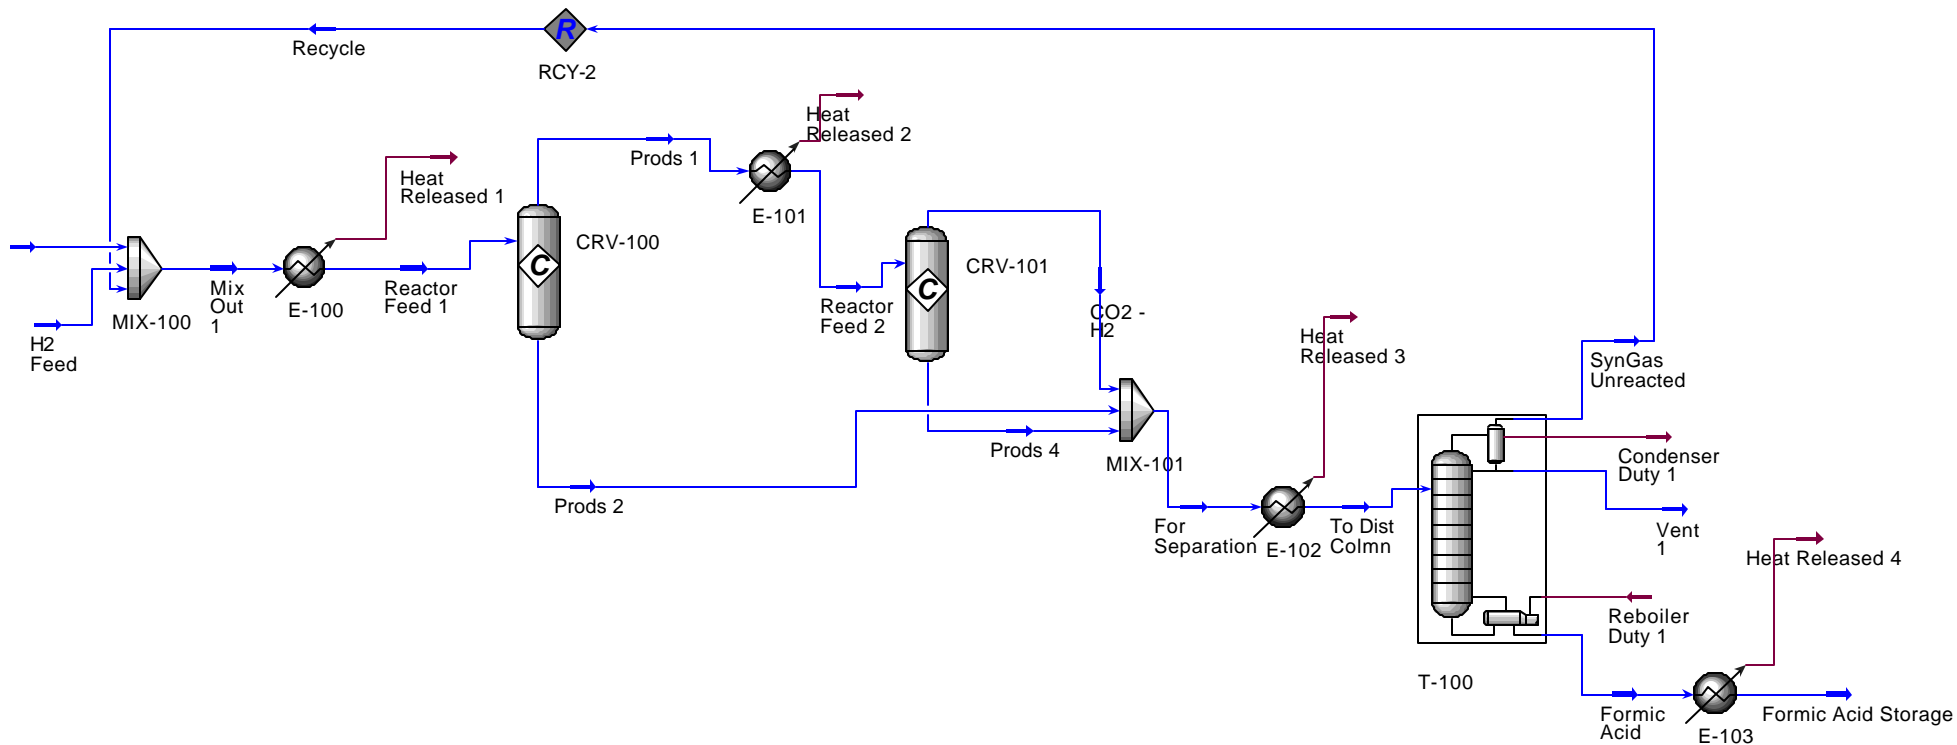 R
Recycle
RCY-2
Heat
Released 2
Prods 1
Heat
Released 1
E-101
CRV-100
C
CRV-101
C
Mix
Out
1
E-100
Reactor
Feed 1
MIX-100
H2
Feed
Reactor
Feed 2
CO2 -
H2
Heat
Released 3
SynGas
Unreacted
Prods 4
MIX-101
Condenser
Duty 1
Prods 2
For
Separation
E-102
To Dist
Colmn
Vent
1
Heat Released 4
Reboiler
Duty 1
T-100
Formic
Acid
E-103
Formic Acid Storage